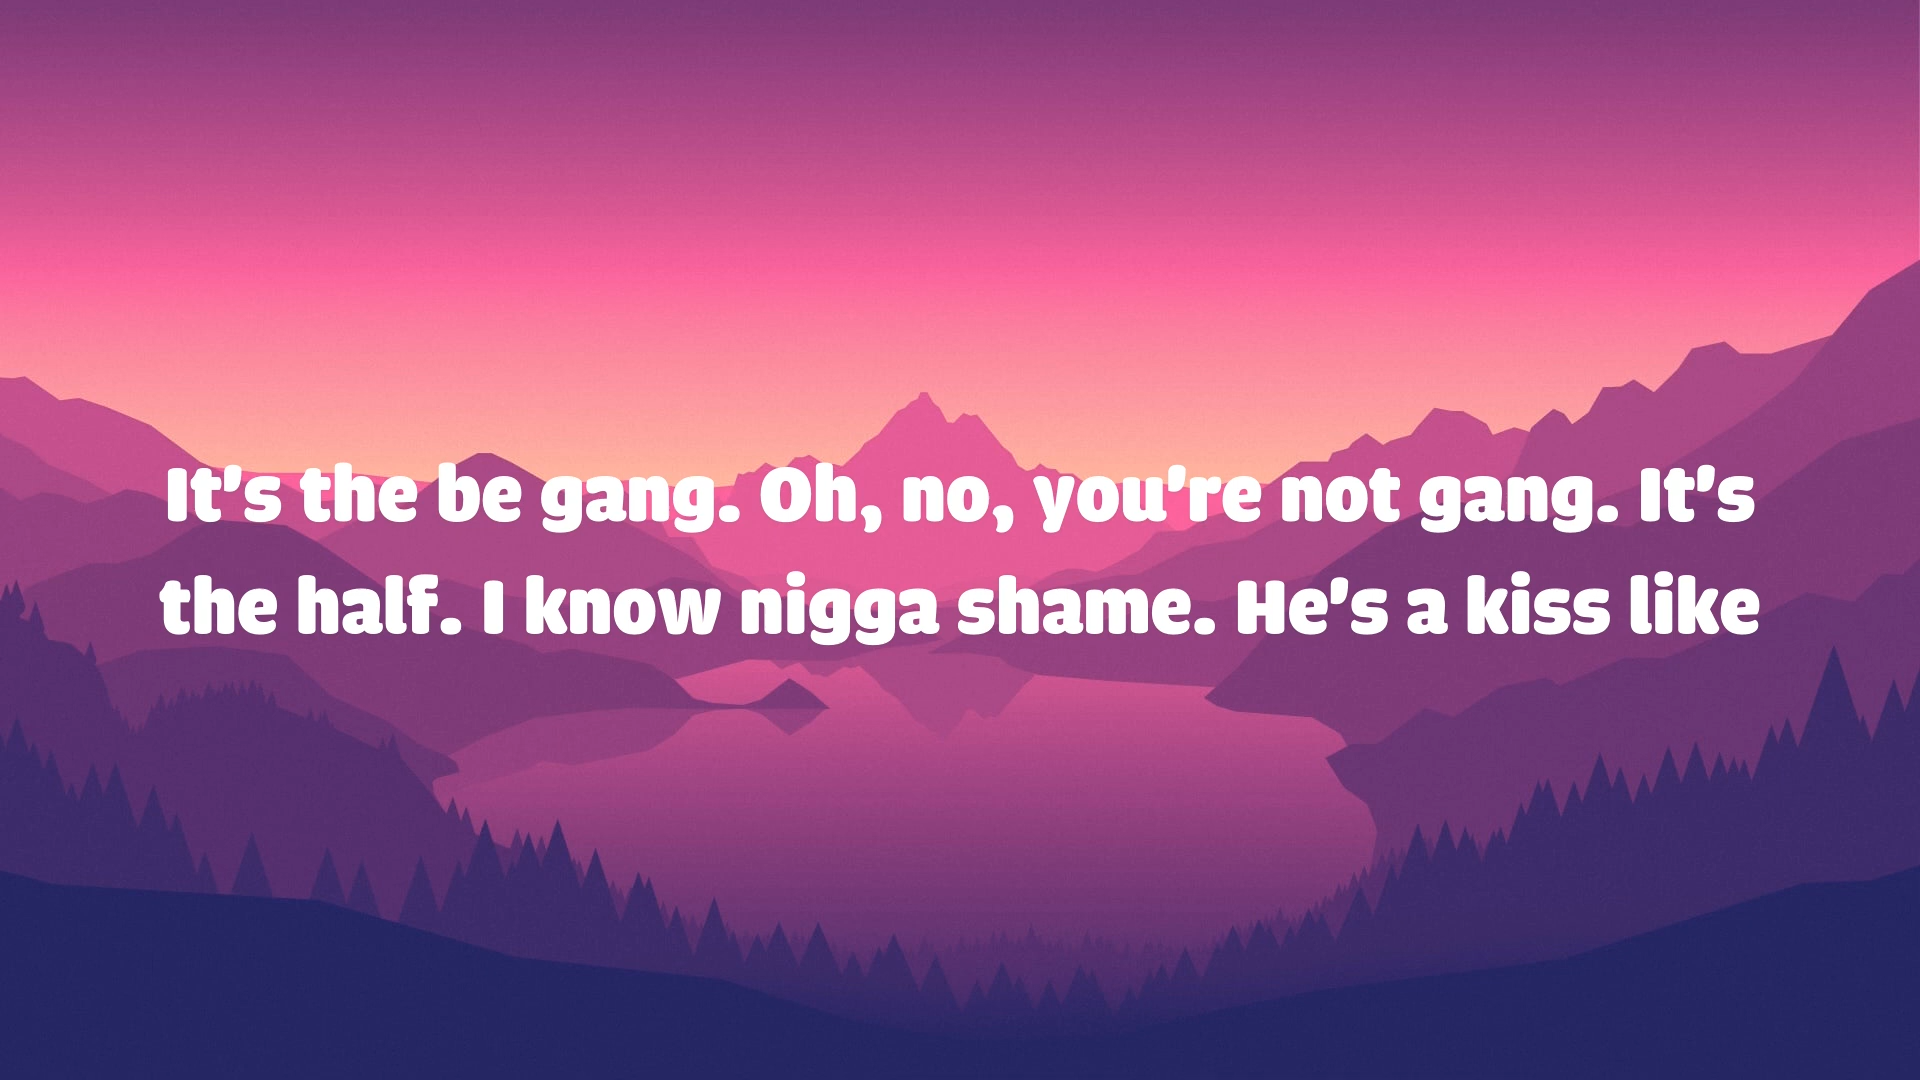 It's the be gang. Oh, no, you're not gang. It's
the half. I know nigga shame. He's a kiss like